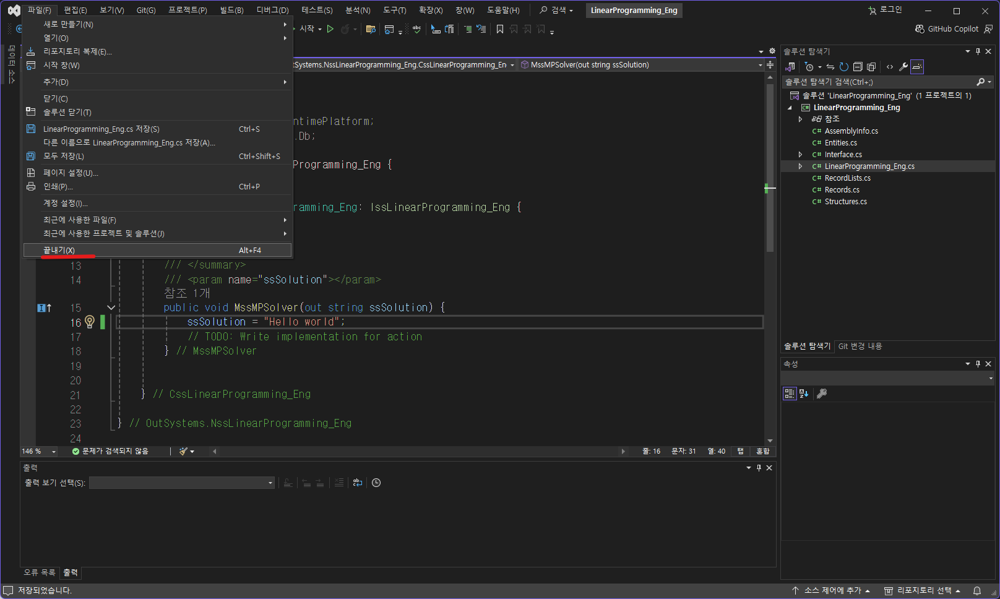 파일(F) 편집(E) 보기(V) Git(G) 프로젝트(P) 빌드(B) 디버그(D) 테스트(S) 분석(N) 도구(T) 확장(X) 창(W) 도움말(H) 검색 LinearProgramming_Eng 로그인
시작 GitHub Copilot
새로 만들기(N)
열기(O)
리포지토리 복제(E)...
시작 창(W)
추가(D)
닫기(C)
솔루션 닫기(T)
LinearProgramming_Eng.cs 저장(S) Ctrl+S
다른 이름으로 LinearProgramming_Eng.cs 저장(A)...
모두 저장(L) Ctrl+Shift+S
페이지 설정(U)...
인쇄(P)... Ctrl+P
계정 설정(I)...
최근에 사용한 파일(F)
최근에 사용한 프로젝트 및 솔루션(J)
끝내기(X) Alt+F4
데이터 소스
Systems.NssLinearProgramming_Eng.CssLinearProgramming_En MssMPSolver(out string ssSolution)
ntimePlatform;
.Db;
Programming_Eng {
ramming_Eng: IssLinearProgramming_Eng {
13 /// </summary>
14 /// <param name="ssSolution"></param>
참조 1개
15 public void MssMPSolver(out string ssSolution) {
16 ssSolution = "Hello world";
17 // TODO: Write implementation for action
18 } // MssMPSolver
19
20
21 } // CssLinearProgramming_Eng
22
23 } // OutSystems.NssLinearProgramming_Eng
24
146 % 문제가 검색되지 않음 줄: 16 문자: 31 열: 40 탭 혼합
출력
출력 보기 선택(S):
오류 목록 출력
솔루션 탐색기
솔루션 탐색기 검색(Ctrl+;)
솔루션 'LinearProgramming_Eng' (1 프로젝트의 1)
LinearProgramming_Eng
참조
C# AssemblyInfo.cs
C# Entities.cs
C# Interface.cs
C# LinearProgramming_Eng.cs
C# RecordLists.cs
C# Records.cs
C# Structures.cs
솔루션 탐색기 Git 변경 내용
속성
저장되었습니다. 소스 제어에 추가 리포지토리 선택